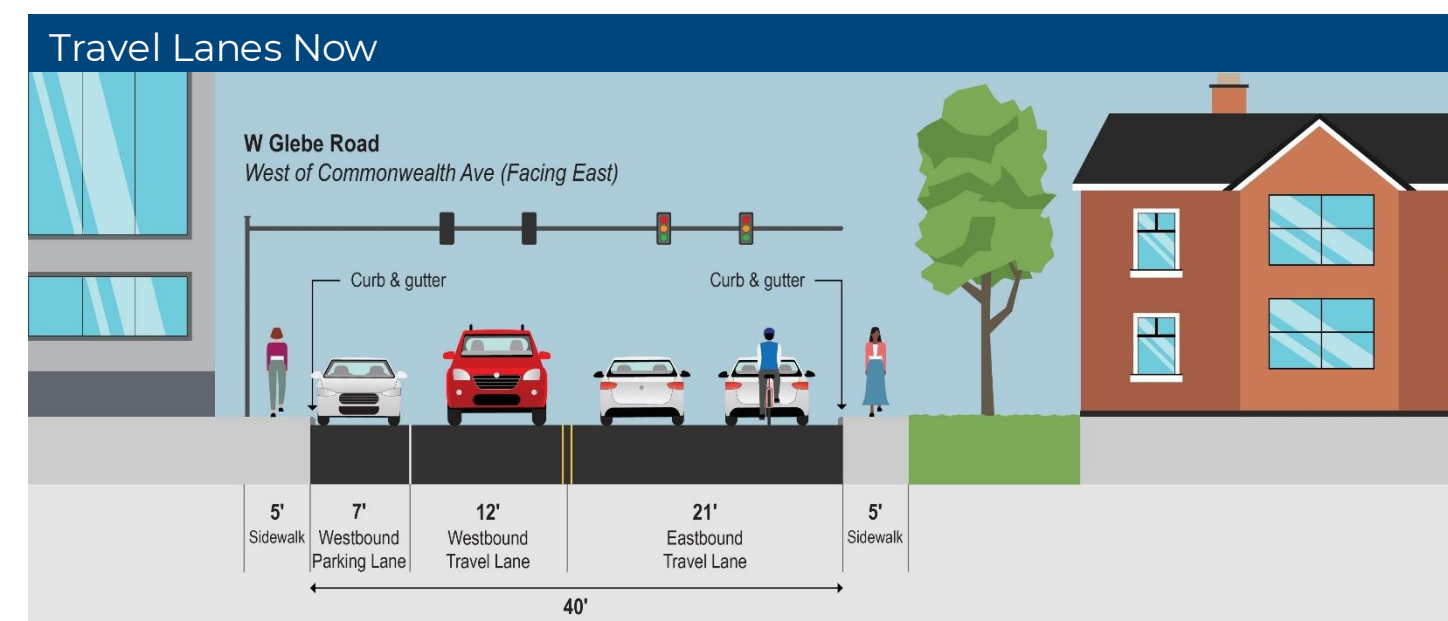 Travel Lanes Now
W Glebe Road
West of Commonwealth Ave (Facing East)
Curb & gutter
Curb & gutter
5'
Sidewalk
7'
Westbound
Parking Lane
12'
Westbound
Travel Lane
21'
Eastbound
Travel Lane
5'
Sidewalk
40'